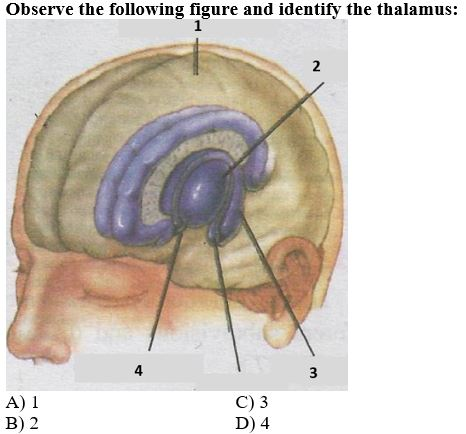 Observe the following figure and identify the thalamus:
1
2
4
3
A) 1
C) 3
B) 2
D) 4